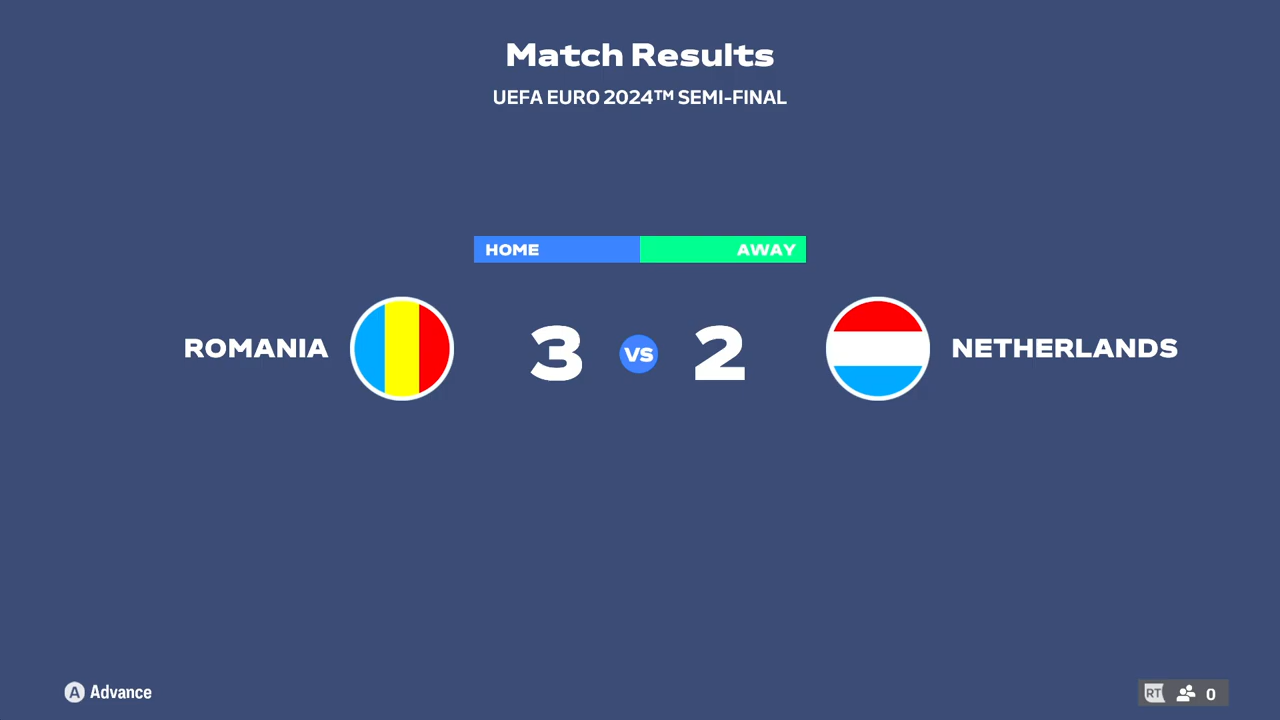 Match Results
UEFA EURO 2024™ SEMI-FINAL
HOME AWAY
ROMANIA 3 VS 2 NETHERLANDS
A Advance
RT 0